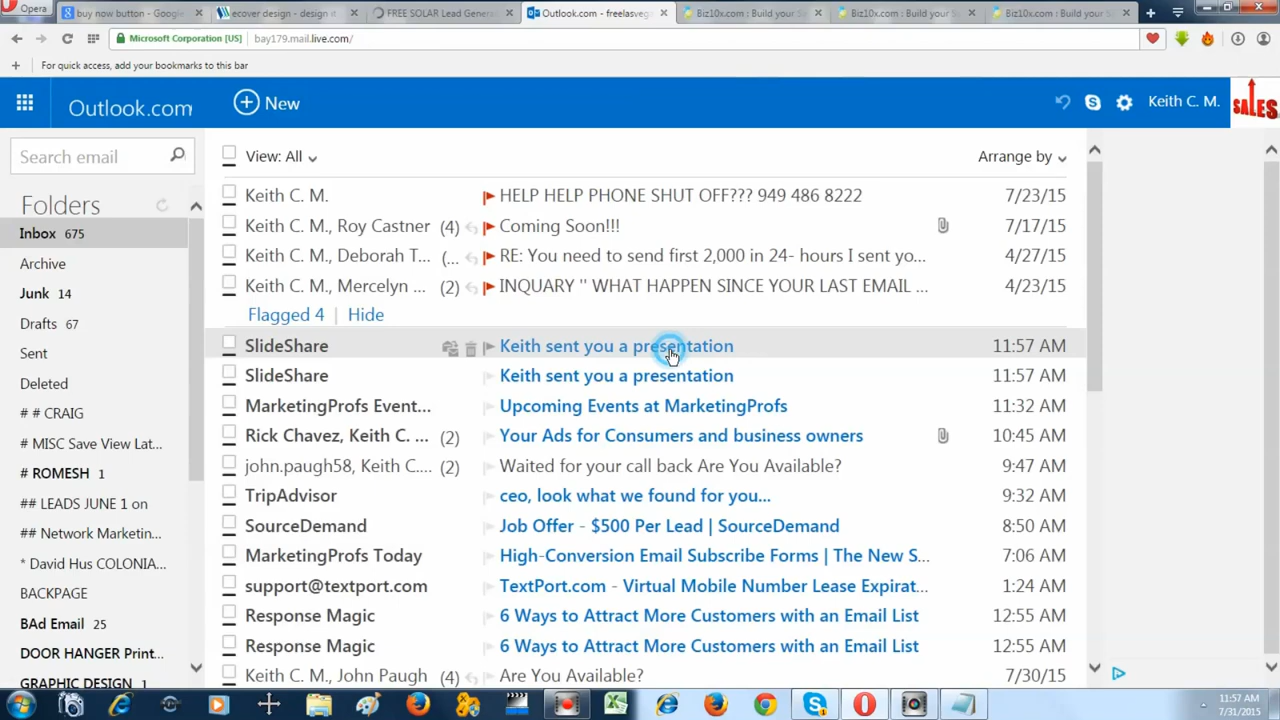 Opera
buy now button - Google
ecover design - design it
FREE SOLAR Lead Genera
Outlook.com - freelasveg
Biz10x.com : Build your S
Biz10x.com : Build your S
Biz10x.com : Build your S
Microsoft Corporation [US] bay179.mail.live.com/
For quick access, add your bookmarks to this bar
Outlook.com
New
Keith C. M.
SALES
Search email
View: All
Arrange by
Folders
Inbox 675
Archive
Junk 14
Drafts 67
Sent
Deleted
# # CRAIG
# MISC Save View Lat...
# ROMESH 1
## LEADS JUNE 1 on
## Network Marketin...
* David Hus COLONIA...
BACKPAGE
BAd Email 25
DOOR HANGER Print...
GRAPHIC DESIGN 1
Keith C. M. HELP HELP PHONE SHUT OFF??? 949 486 8222 7/23/15
Keith C. M., Roy Castner (4) Coming Soon!!! 7/17/15
Keith C. M., Deborah T... (... RE: You need to send first 2,000 in 24- hours I sent yo... 4/27/15
Keith C. M., Mercelyn ... (2) INQUARY '' WHAT HAPPEN SINCE YOUR LAST EMAIL ... 4/23/15
Flagged 4 | Hide
SlideShare Keith sent you a presentation 11:57 AM
SlideShare Keith sent you a presentation 11:57 AM
MarketingProfs Event... Upcoming Events at MarketingProfs 11:32 AM
Rick Chavez, Keith C. ... (2) Your Ads for Consumers and business owners 10:45 AM
john.paugh58, Keith C.... (2) Waited for your call back Are You Available? 9:47 AM
TripAdvisor ceo, look what we found for you... 9:32 AM
SourceDemand Job Offer - $500 Per Lead | SourceDemand 8:50 AM
MarketingProfs Today High-Conversion Email Subscribe Forms | The New S... 7:06 AM
support@textport.com TextPort.com - Virtual Mobile Number Lease Expirat... 1:24 AM
Response Magic 6 Ways to Attract More Customers with an Email List 12:55 AM
Response Magic 6 Ways to Attract More Customers with an Email List 12:55 AM
Keith C. M., John Paugh (4) Are You Available? 7/30/15
11:57 AM
7/31/2015